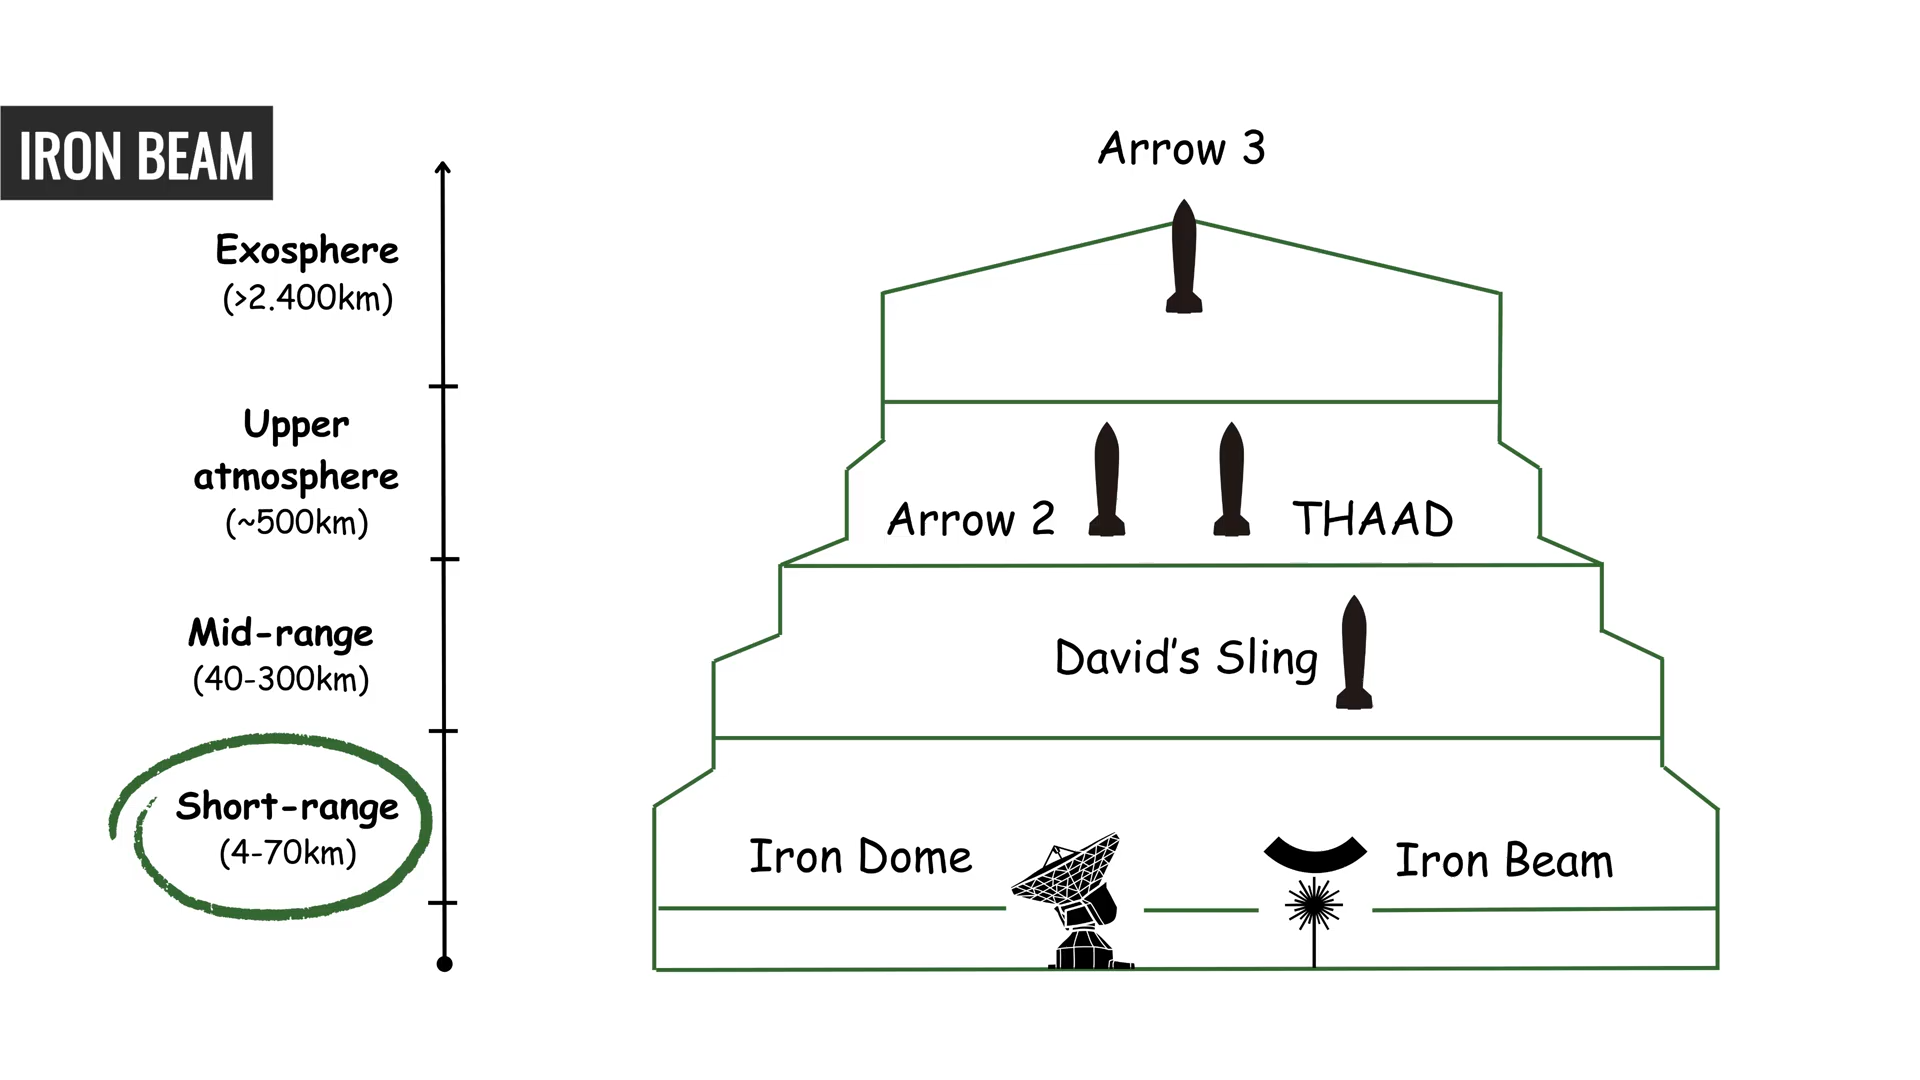 IRON BEAM
Exosphere
(>2.400km)
Upper
atmosphere
(~500km)
Mid-range
(40-300km)
Short-range
(4-70km)
Arrow 3
Arrow 2
THAAD
David's Sling
Iron Dome
Iron Beam